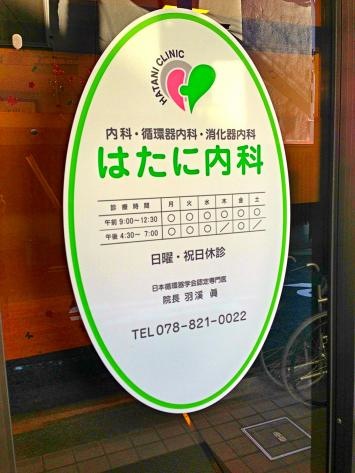 HATANI CLINIC
内科・循環器内科・消化器内科
はたに内科
診療時間 月 火 水 木 金 土
午前 9:00～12:30 ○ ○ ○ ○ ○ ○
午後 4:30～ 7:00 ○ ○ ○ ／ ○ ／
日曜・祝日休診
日本循環器学会認定専門医
院長 羽溪 眞
TEL078-821-0022